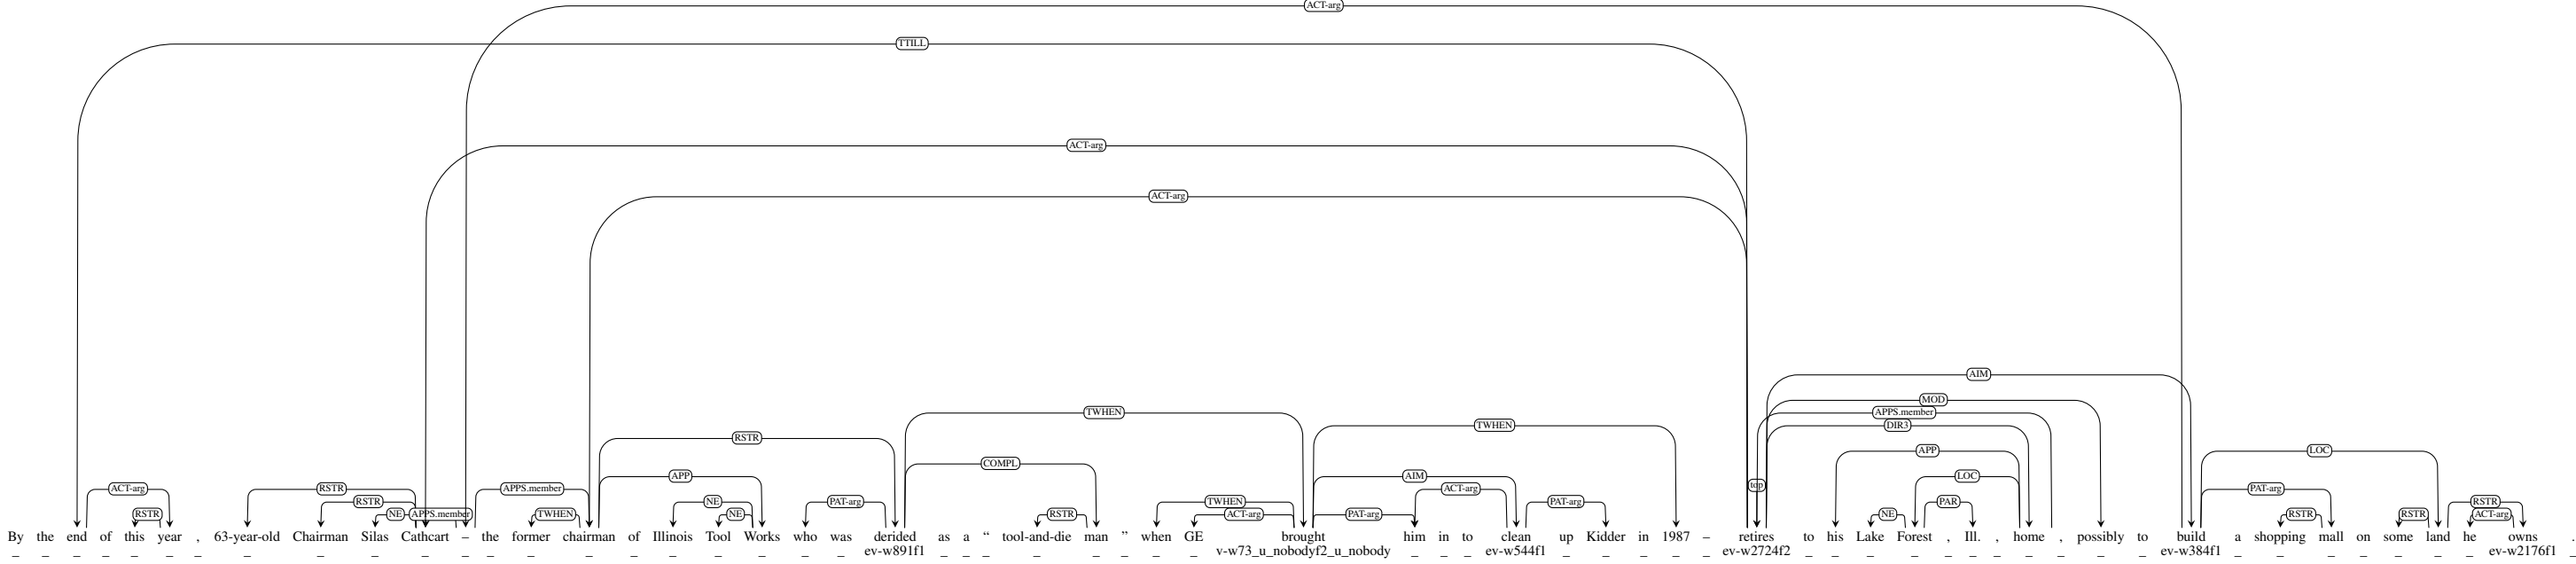 ACT-arg
TTILL
ACT-arg
ACT-arg
AIM
MOD
TWHEN APPS.member
TWHEN DIR3
RSTR
APP LOC
COMPL
APP AIM LOC
ACT-arg RSTR APPS.member ACT-arg PAT-arg
RSTR NE PAT-arg TWHEN PAT-arg PAR RSTR
top
RSTR NE APPS.member TWHEN NE RSTR ACT-arg PAT-arg NE RSTR RSTR ACT-arg
By the end of this year , 63-year-old Chairman Silas Cathcart – the former chairman of Illinois Tool Works who was derided as a “ tool-and-die man ” when GE brought him in to clean up Kidder in 1987 – retires to his Lake Forest , Ill. , home , possibly to build a shopping mall on some land he owns .
_ _ _ _ _ _ _ _ _ _ _ _ _ _ _ _ _ _ _ _ _ ev-w891f1 _ _ _ _ _ _ _ _ v-w73_u_nobodyf2_u_nobody _ _ _ ev-w544f1 _ _ _ _ _ ev-w2724f2 _ _ _ _ _ _ _ _ _ _ _ ev-w384f1 _ _ _ _ _ _ _ ev-w2176f1 _